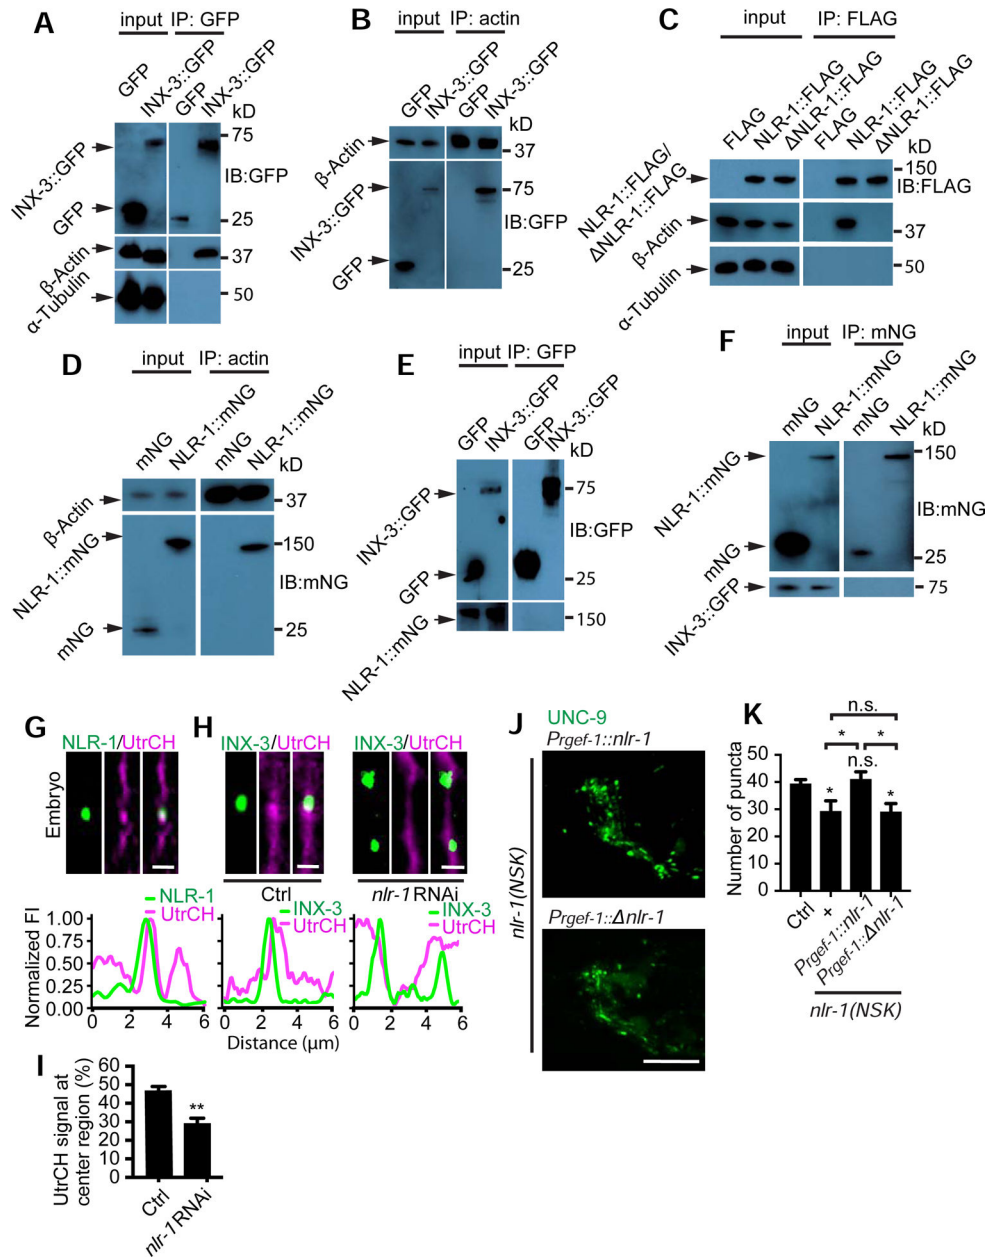 A
input IP: GFP
GFP
INX-3::GFP
GFP
INX-3::GFP
kD
75
INX-3::GFP
IB:GFP
GFP
25
β-Actin
37
α-Tubulin
50
B
input IP: actin
GFP
INX-3::GFP
GFP
INX-3::GFP
kD
β-Actin
37
INX-3::GFP
75
IB:GFP
GFP
25
C
input IP: FLAG
FLAG
NLR-1::FLAG
ΔNLR-1::FLAG
FLAG
NLR-1::FLAG
ΔNLR-1::FLAG
kD
150
NLR-1::FLAG/
ΔNLR-1::FLAG
IB:FLAG
β-Actin
37
α-Tubulin
50
D
input IP: actin
mNG
NLR-1::mNG
mNG
NLR-1::mNG
kD
β-Actin
37
NLR-1::mNG
150
IB:mNG
mNG
25
E
input IP: GFP
GFP
INX-3::GFP
GFP
INX-3::GFP
kD
INX-3::GFP
75
IB:GFP
GFP
25
NLR-1::mNG
150
F
input IP: mNG
mNG
NLR-1::mNG
mNG
NLR-1::mNG
kD
NLR-1::mNG
150
IB:mNG
mNG
25
INX-3::GFP
75
G
NLR-1/UtrCH
Embryo
H
INX-3/UtrCH
INX-3/UtrCH
Ctrl
nlr-1 RNAi
NLR-1
UtrCH
INX-3
UtrCH
INX-3
UtrCH
Normalized FI
1.00
0.75
0.50
0.25
0.00
0 2 4 6
0 2 4 6
0 2 4 6
Distance (μm)
I
UtrCH signal at
center region (%)
60
50
40
30
20
10
0
**
Ctrl
nlr-1 RNAi
J
UNC-9
Prgef-1::nlr-1
nlr-1(NSK)
Prgef-1::Δnlr-1
K
n.s.
* *
n.s.
* *
Number of puncta
50
40
30
20
10
0
Ctrl
+
Prgef-1::nlr-1
Prgef-1::Δnlr-1
nlr-1(NSK)